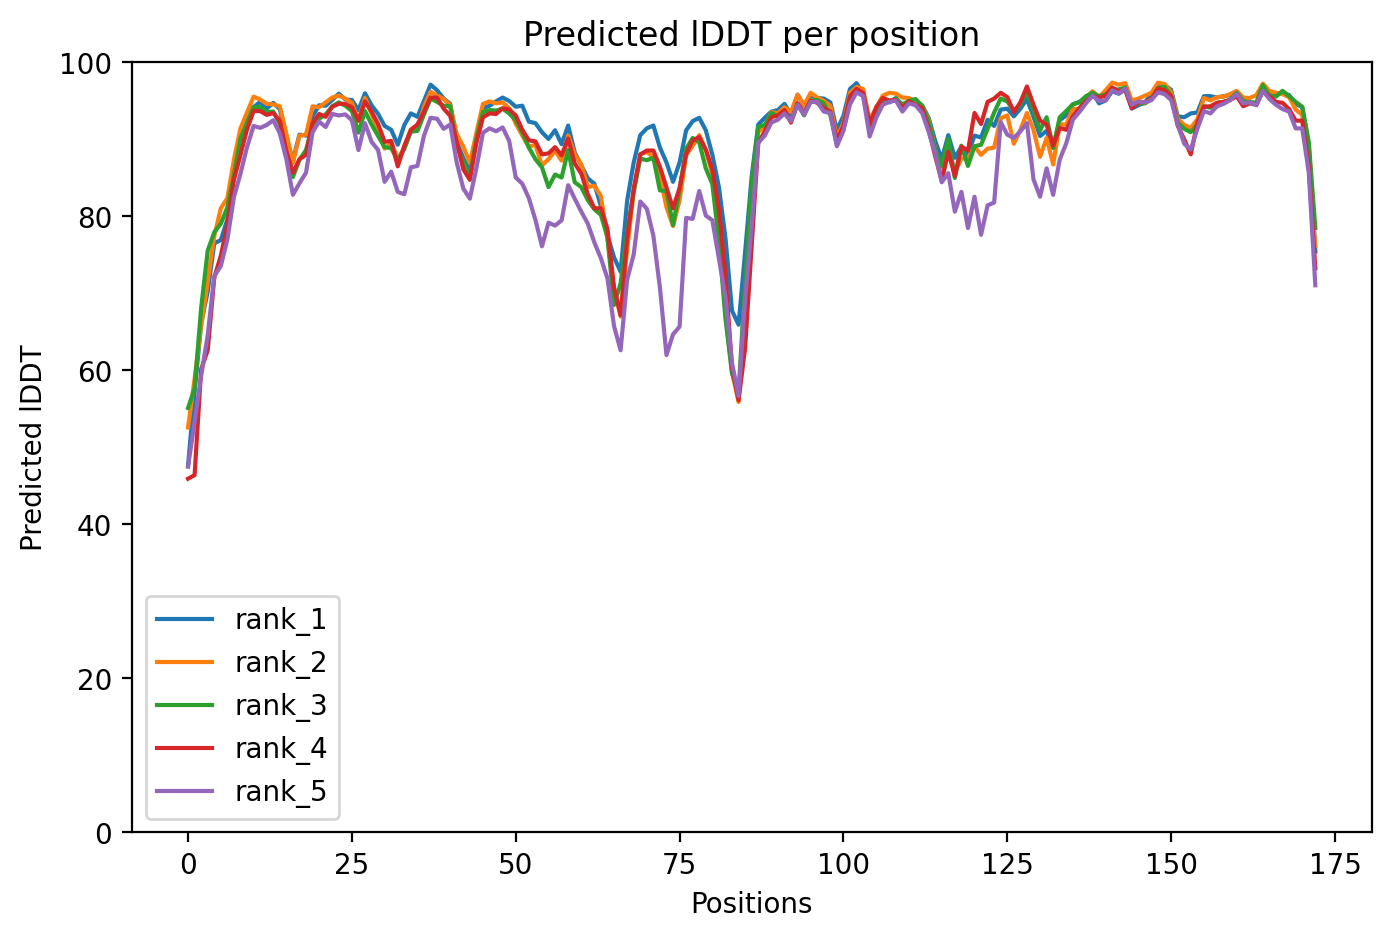 Predicted lDDT per position
100
80
60
40
20
0
Predicted lDDT
rank_1
rank_2
rank_3
rank_4
rank_5
0 25 50 75 100 125 150 175
Positions